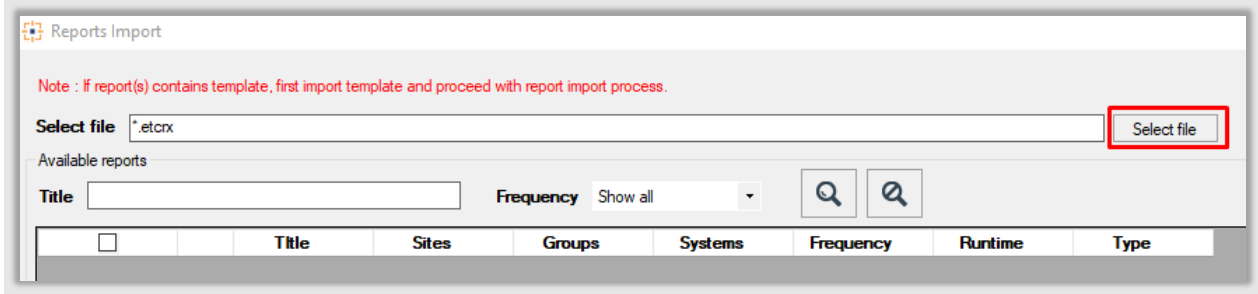 Reports Import
Note : If report(s) contains template, first import template and proceed with report import process.
Select file *.etcrx Select file
Available reports
Title Frequency Show all
TItle Sites Groups Systems Frequency Runtime Type